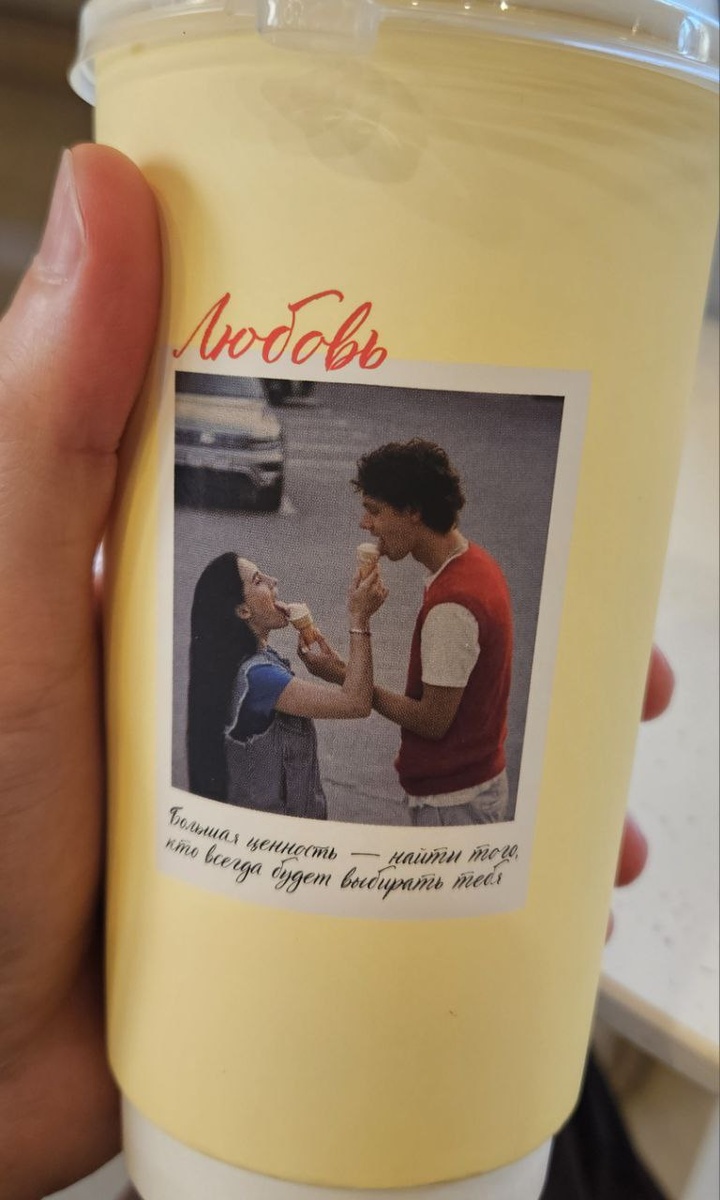 Любовь
Большая ценность — найти того,
кто всегда будет выбирать тебя